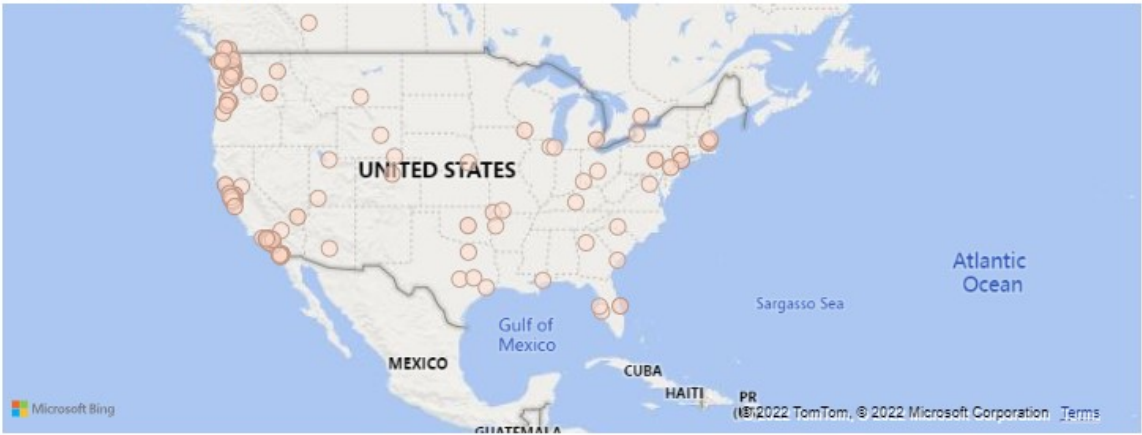 UNITED STATES
Atlantic
Ocean
Sargasso Sea
Gulf of
Mexico
MEXICO
CUBA
HAITI
PR
Microsoft Bing
© 2022 TomTom, © 2022 Microsoft Corporation Terms
GUATEMALA